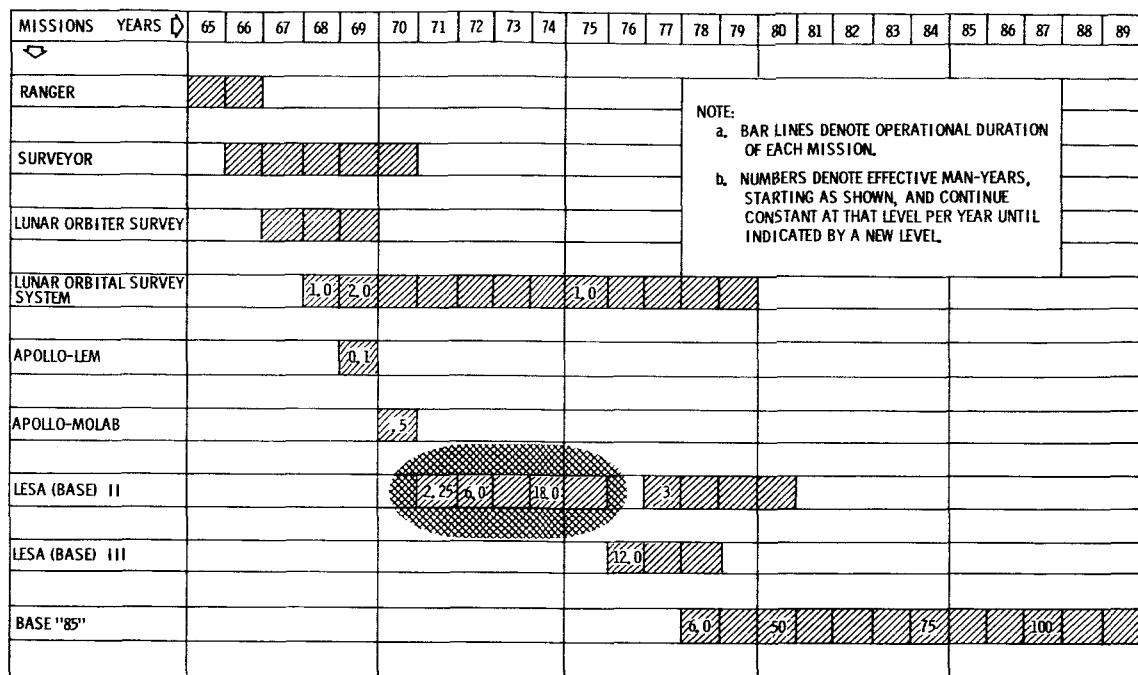 MISSIONS YEARS 65 66 67 68 69 70 71 72 73 74 75 76 77 78 79 80 81 82 83 84 85 86 87 88 89
RANGER
NOTE:
a. BAR LINES DENOTE OPERATIONAL DURATION
OF EACH MISSION.
b. NUMBERS DENOTE EFFECTIVE MAN-YEARS,
STARTING AS SHOWN, AND CONTINUE
CONSTANT AT THAT LEVEL PER YEAR UNTIL
INDICATED BY A NEW LEVEL.
SURVEYOR
LUNAR ORBITER SURVEY
LUNAR ORBITAL SURVEY
SYSTEM
1.0 2.0 1.0
APOLLO-LEM 0.1
APOLLO-MOLAB .5
LESA (BASE) II 2.25 6.0 18.0 3
LESA (BASE) III 12.0
BASE "85" 6.0 50 75 100